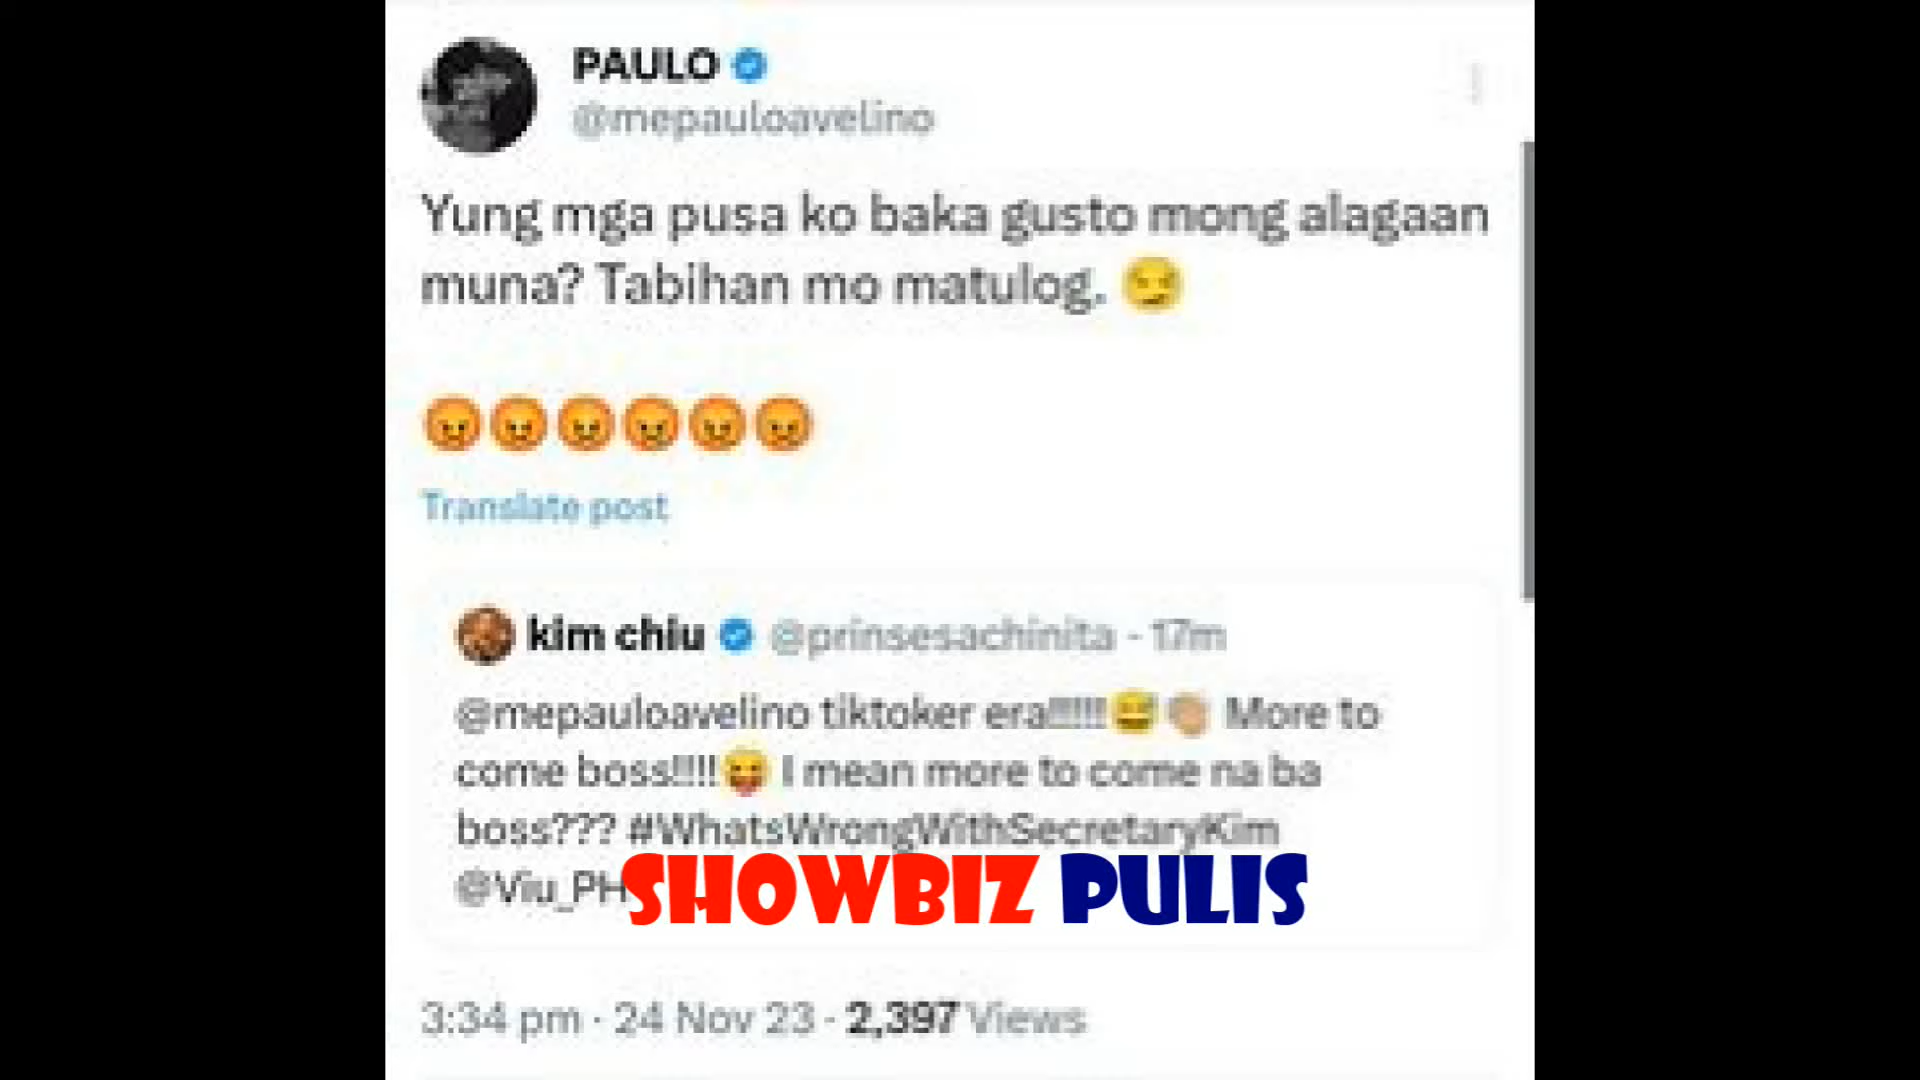 PAULO
@mepauloavelino
Yung mga pusa ko baka gusto mong alagaan
muna? Tabihan mo matulog. 😏
😡😡😡😡😡😡
Translate post
kim chiu @prinsesachinita · 17m
@mepauloavelino tiktoker era!!!!!!😅👏🏼 More to
come boss!!!!😝 I mean more to come na ba
boss??? #WhatsWrongWithSecretaryKim
@Viu_PH
SHOWBIZ PULIS
3:34 pm · 24 Nov 23 · 2,397 Views